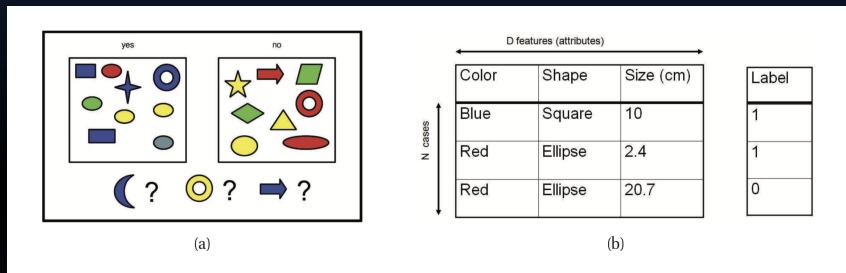 yes
no
? ? ?
(a)
D features (attributes)
N cases
Color Shape Size (cm) Label
Blue Square 10 1
Red Ellipse 2.4 1
Red Ellipse 20.7 0
(b)